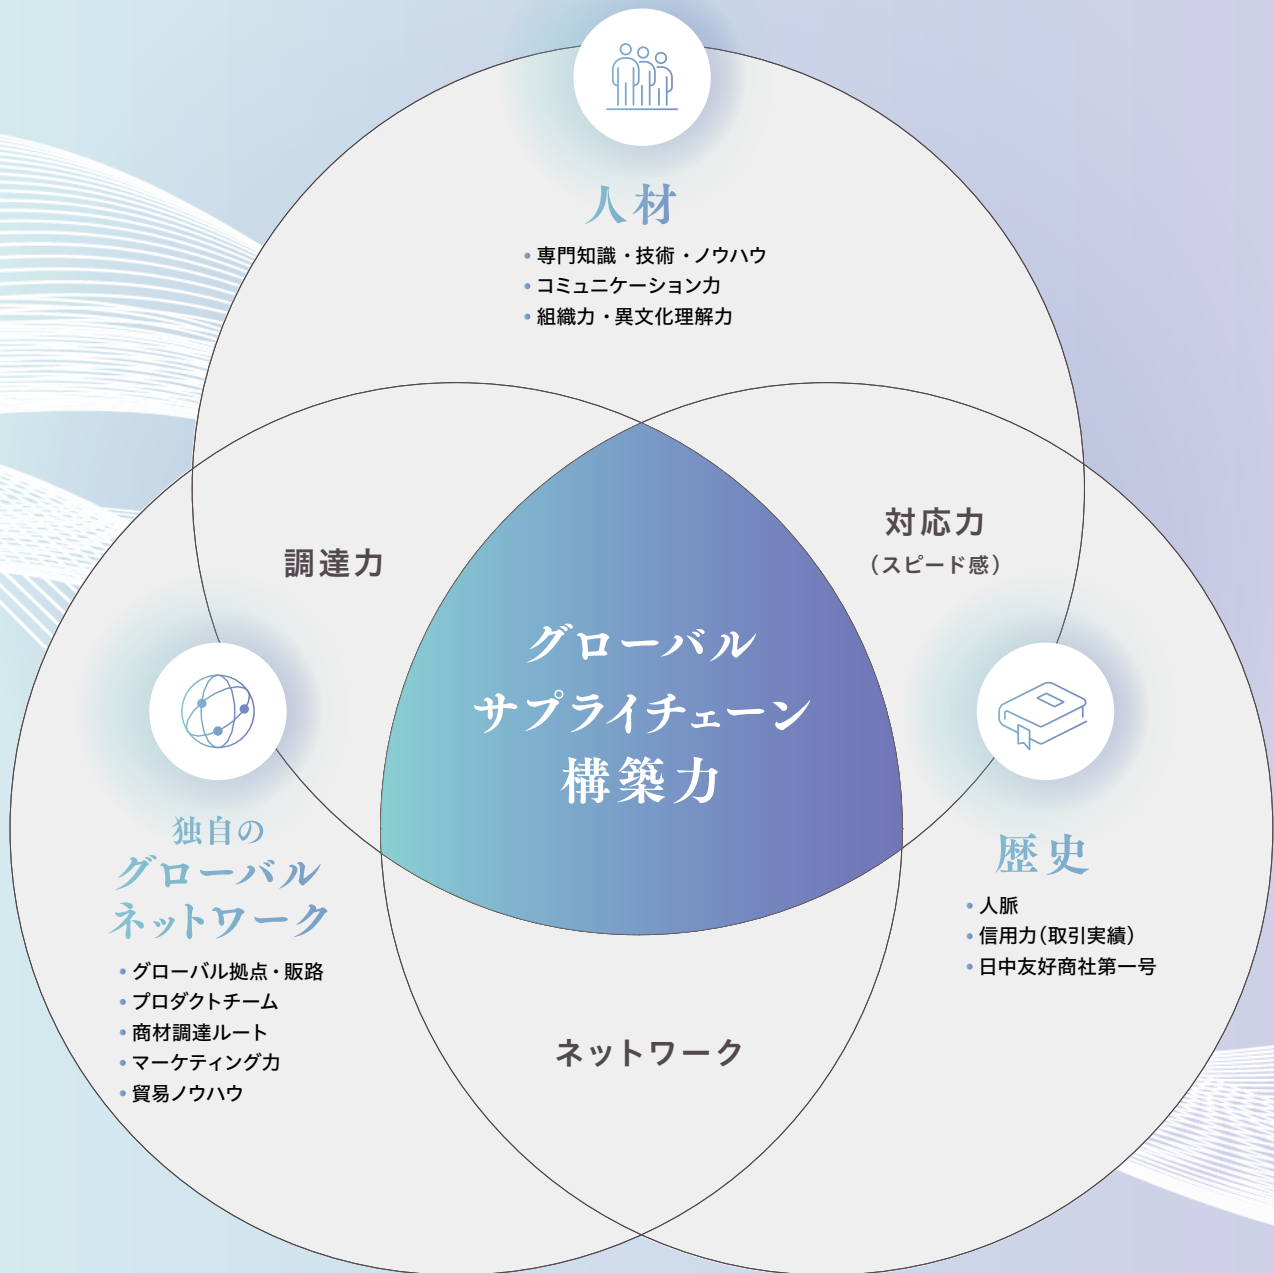 人材
• 専門知識・技術・ノウハウ
• コミュニケーション力
• 組織力・異文化理解力
調達力
対応力
（スピード感）
グローバル
サプライチェーン
構築力
独自の
グローバル
ネットワーク
• グローバル拠点・販路
• プロダクトチーム
• 商材調達ルート
• マーケティング力
• 貿易ノウハウ
歴史
• 人脈
• 信用力（取引実績）
• 日中友好商社第一号
ネットワーク